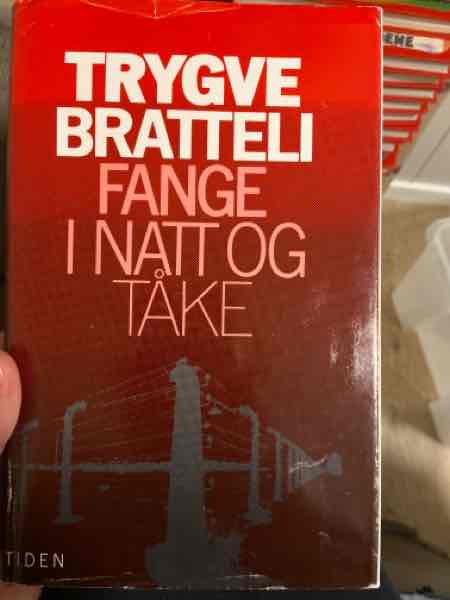 TRYGVE
BRATTELI
FANGE
I NATT OG
TÅKE
TIDEN